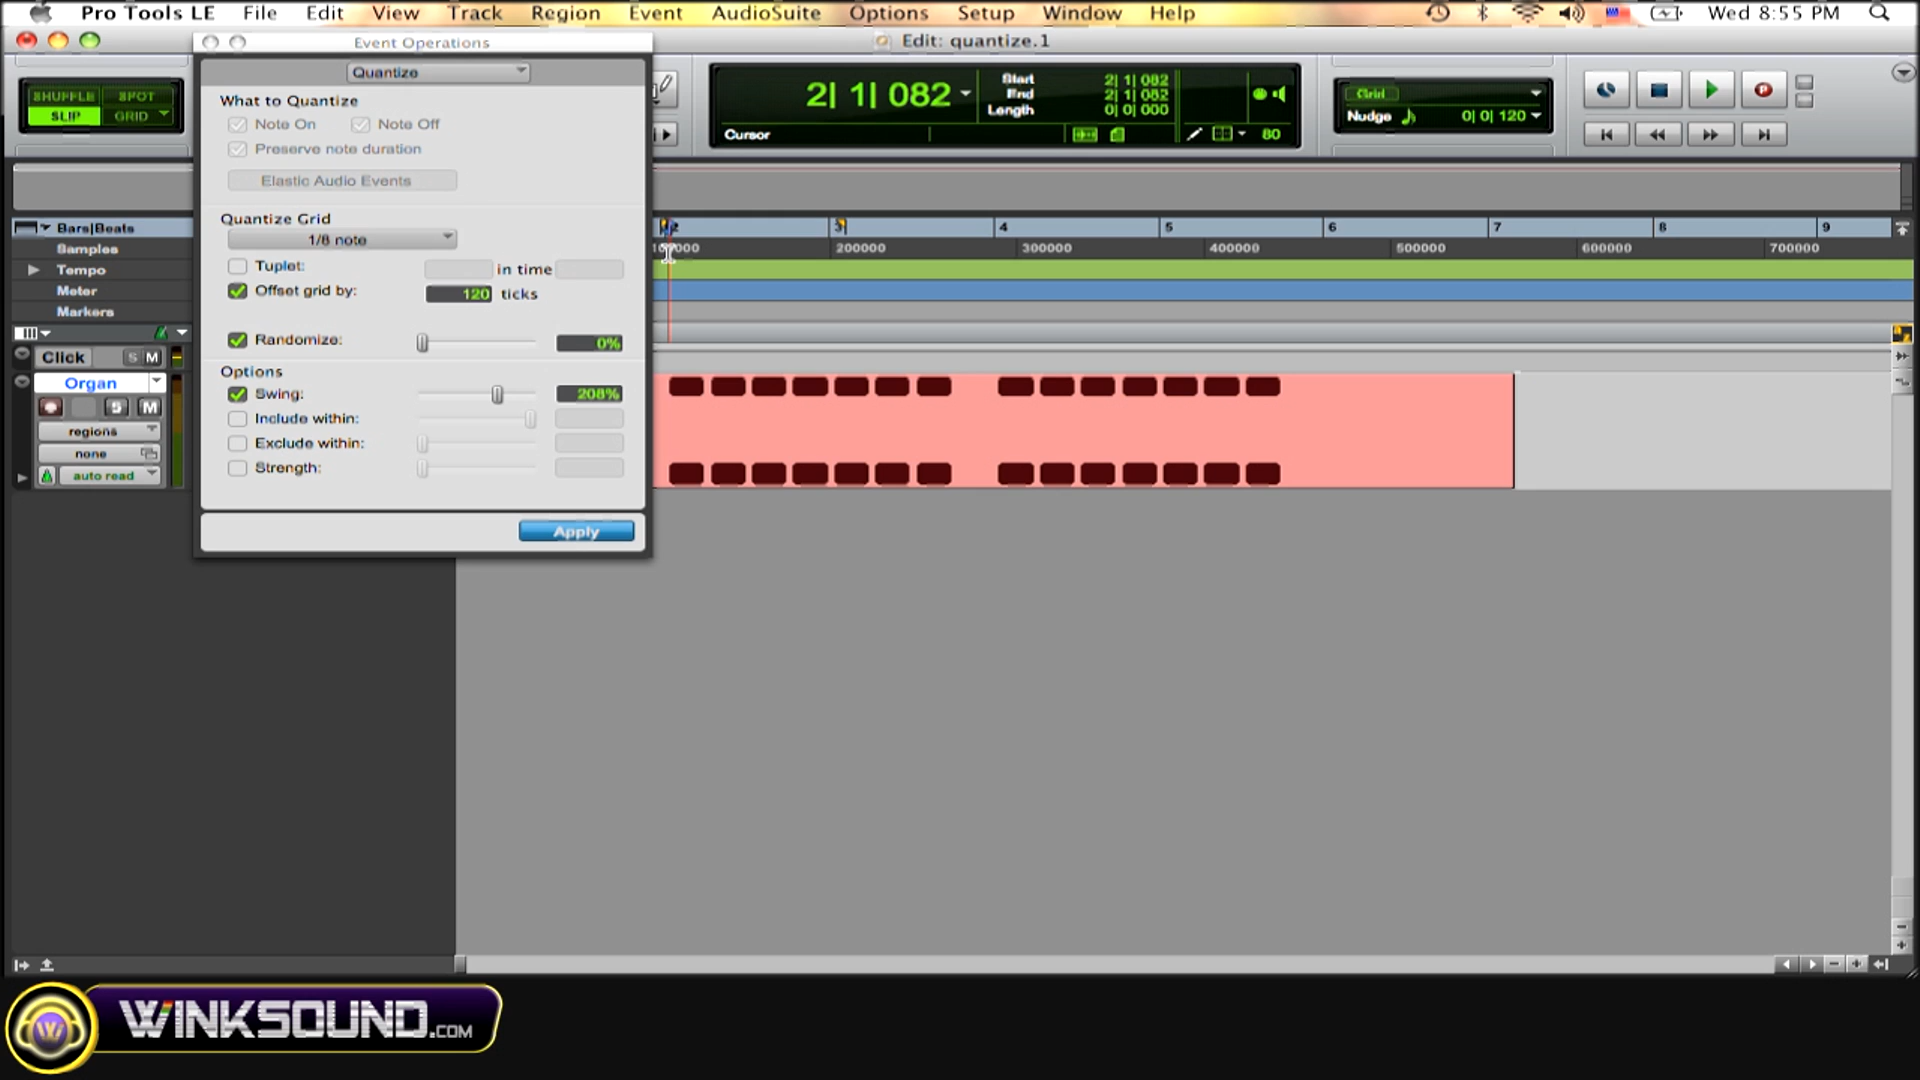 Pro Tools LE File Edit View Track Region Event AudioSuite Options Setup Window Help Wed 8:55 PM
Event Operations
Edit: quantize.1
Quantize
SHUFFLE SPOT
SLIP GRID
What to Quantize
Note On Note Off
Preserve note duration
Elastic Audio Events
2| 1| 082
Start 2| 1| 082
End 2| 1| 082
Length 0| 0| 000
Cursor
80
Grid
Nudge 0| 0| 120
Quantize Grid
1/8 note
Tuplet: in time
Offset grid by: 120 ticks
Randomize: 0%
Options
Swing: 208%
Include within:
Exclude within:
Strength:
Apply
Bars|Beats
2 3 4 5 6 7 8 9
Samples
200000 300000 400000 500000 600000 700000
Tempo
Meter
Markers
Click S M
Organ
S M
regions
none
auto read
WINKSOUND.COM